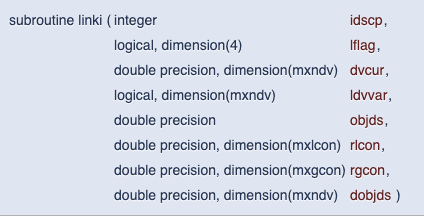 subroutine linki ( integer idscp,
logical, dimension(4) lflag,
double precision, dimension(mxndv) dvcur,
logical, dimension(mxndv) ldvvar,
double precision objds,
double precision, dimension(mxlcon) rlcon,
double precision, dimension(mxgcon) rgcon,
double precision, dimension(mxndv) dobjds )